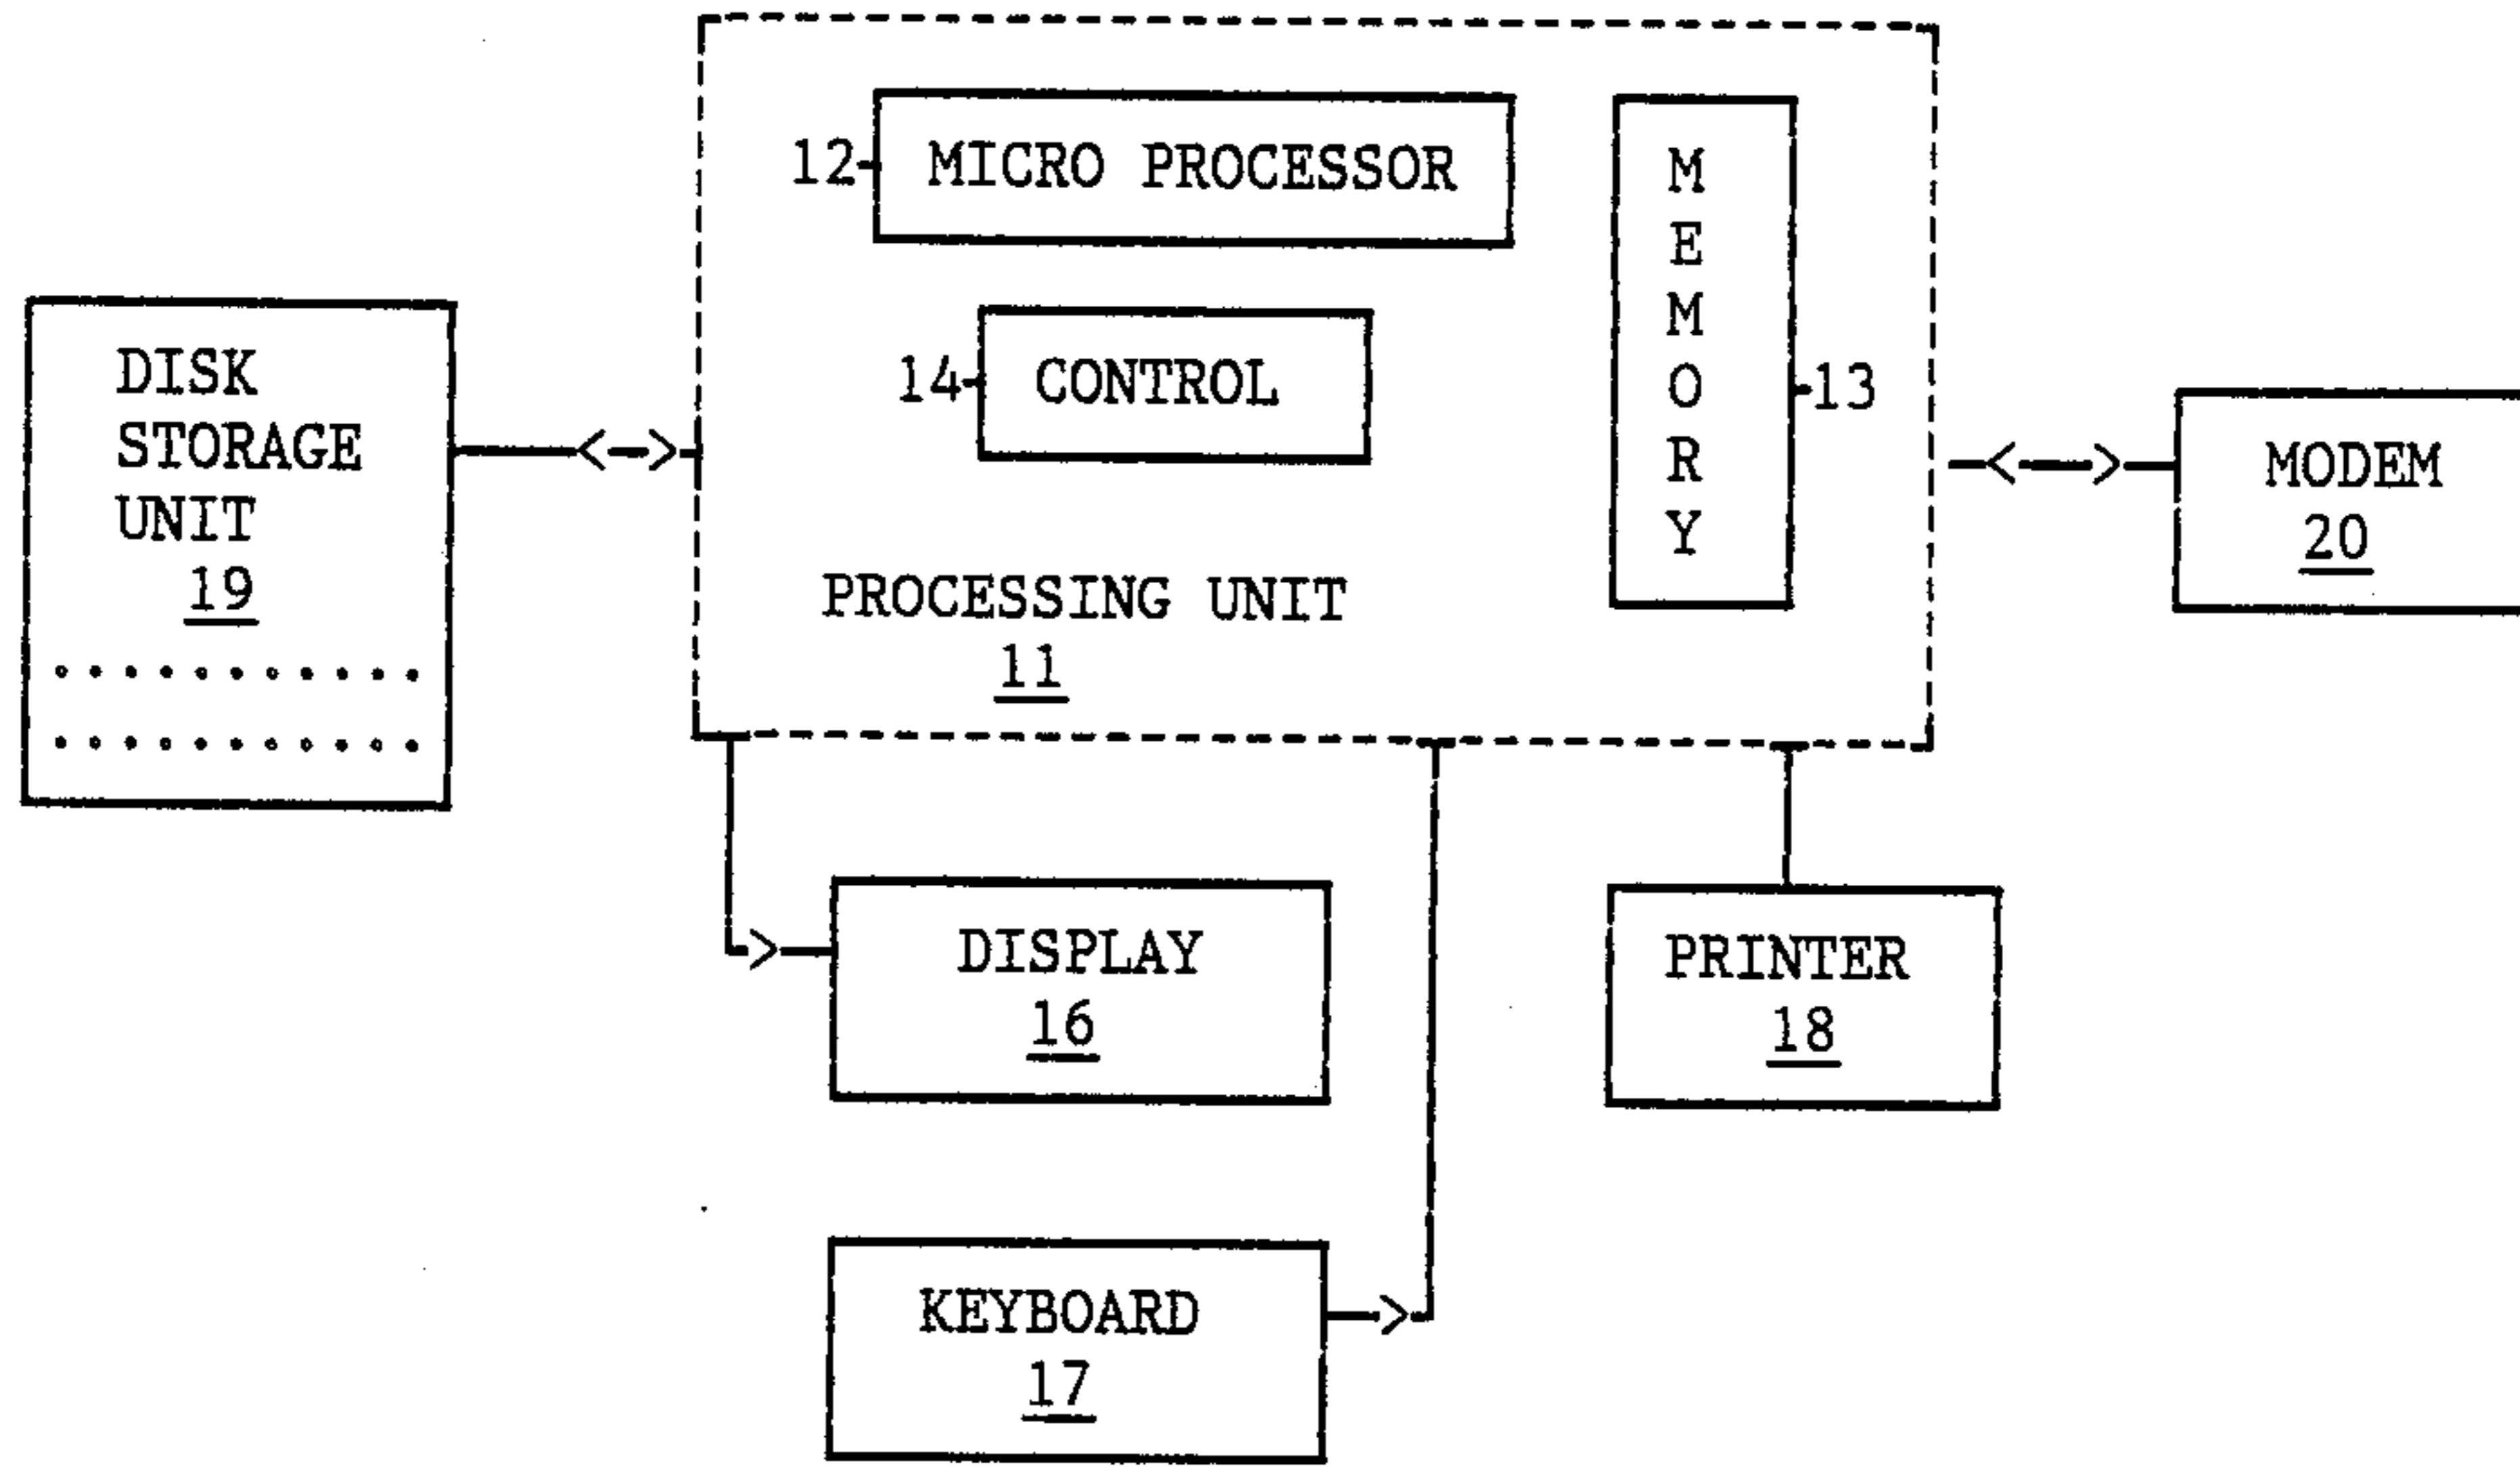 12 MICRO PROCESSOR
M
E
M
O
R
Y
13
14 CONTROL
PROCESSING UNIT
11
DISK
STORAGE
UNIT
19
MODEM
20
DISPLAY
16
PRINTER
18
KEYBOARD
17